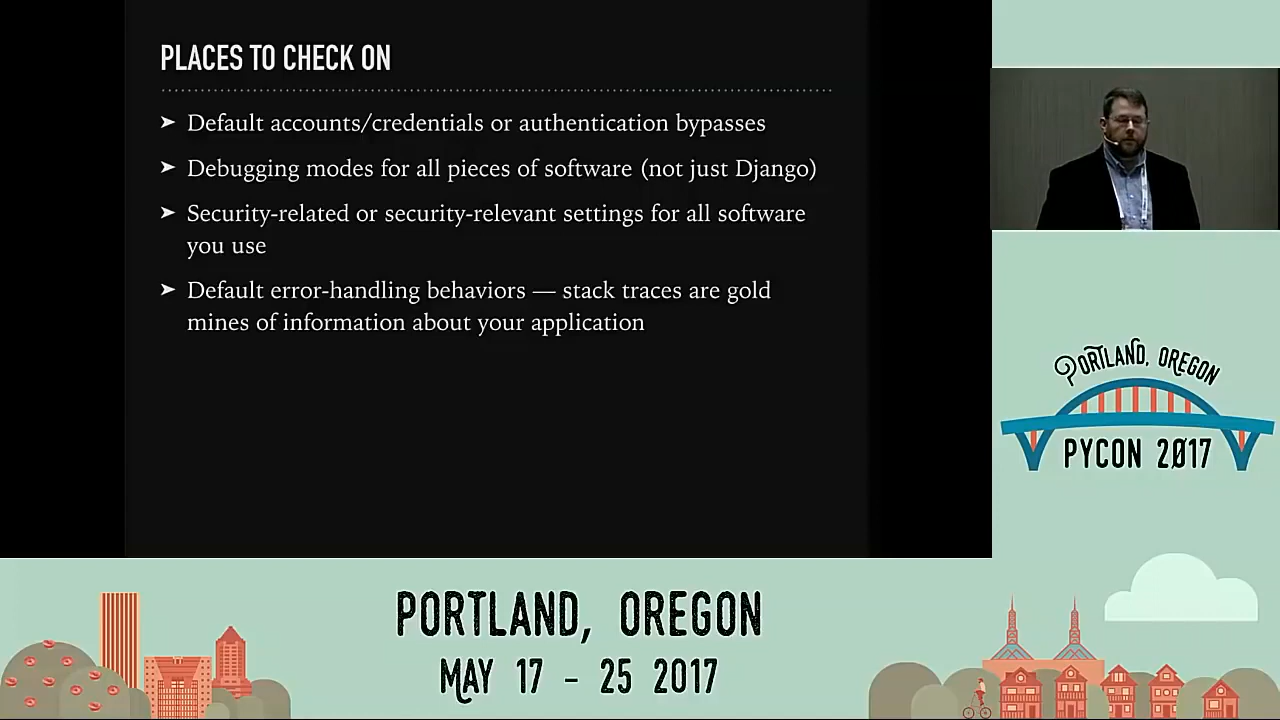 PLACES TO CHECK ON
➤ Default accounts/credentials or authentication bypasses
➤ Debugging modes for all pieces of software (not just Django)
➤ Security-related or security-relevant settings for all software
you use
➤ Default error-handling behaviors — stack traces are gold
mines of information about your application
PORTLAND, OREGON
PYCON 2017
PORTLAND, OREGON
MAY 17 - 25 2017